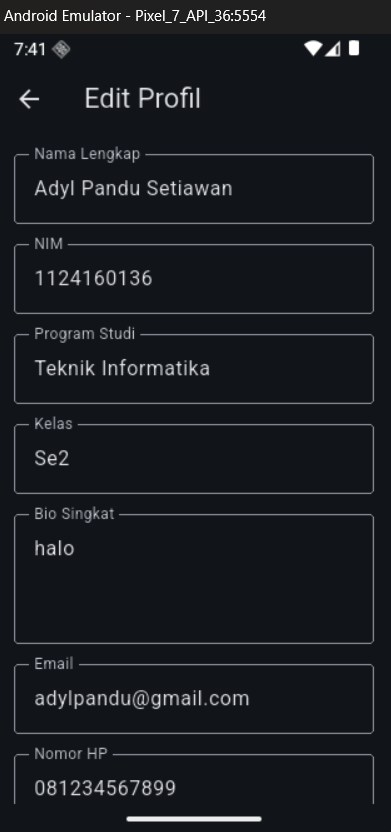 Android Emulator - Pixel_7_API_36:5554
7:41
Edit Profil
Nama Lengkap
Adyl Pandu Setiawan
NIM
1124160136
Program Studi
Teknik Informatika
Kelas
Se2
Bio Singkat
halo
Email
adylpandu@gmail.com
Nomor HP
081234567899